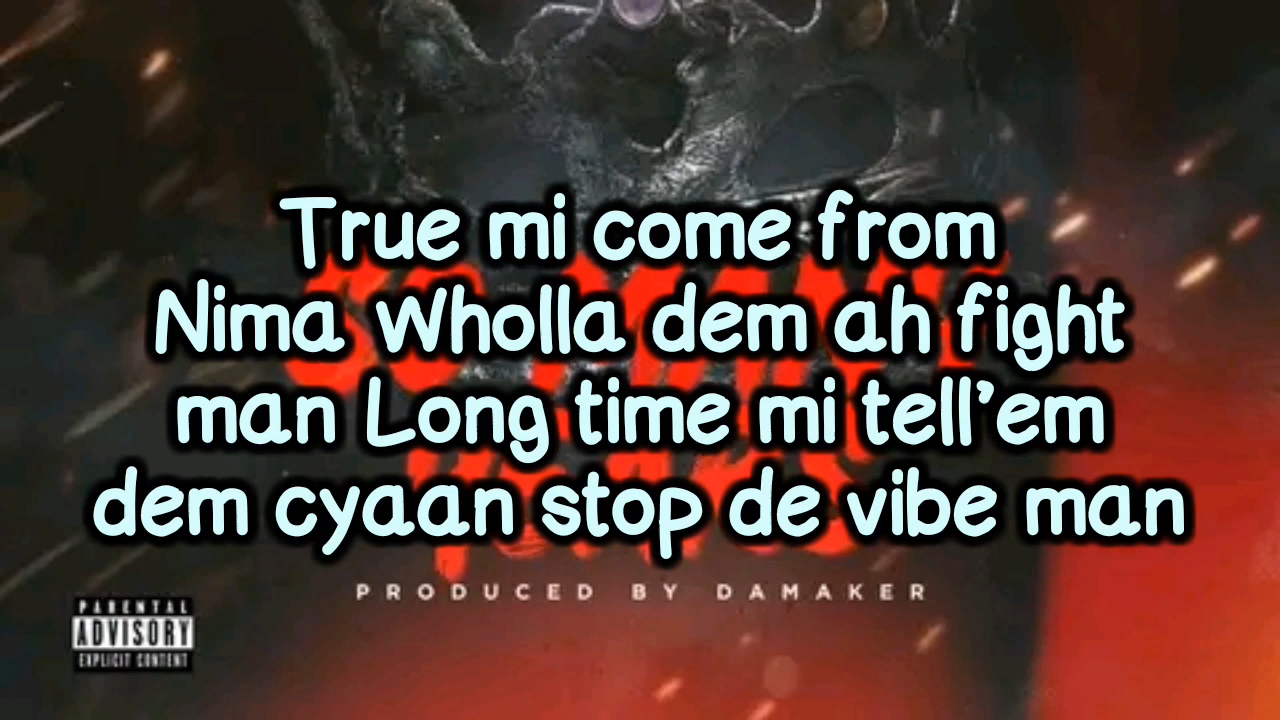 True mi come from
Nima Wholla dem ah fight
man Long time mi tell'em
dem cyaan stop de vibe man
PRODUCED BY DAMAKER
PARENTAL
ADVISORY
EXPLICIT CONTENT